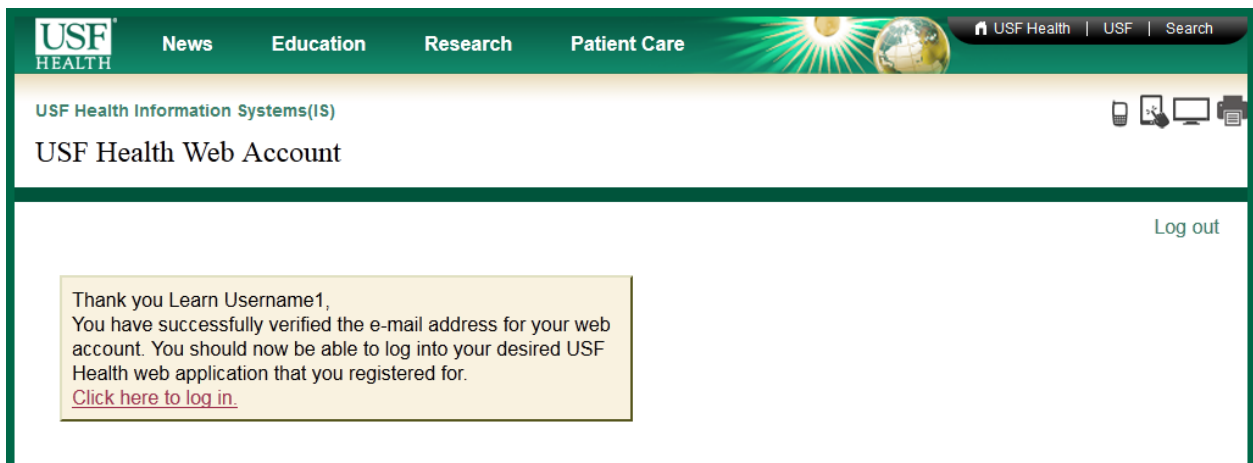 USF
HEALTH
News Education Research Patient Care
USF Health | USF | Search
USF Health Information Systems(IS)
USF Health Web Account
Log out
Thank you Learn Username1,
You have successfully verified the e-mail address for your web
account. You should now be able to log into your desired USF
Health web application that you registered for.
Click here to log in.